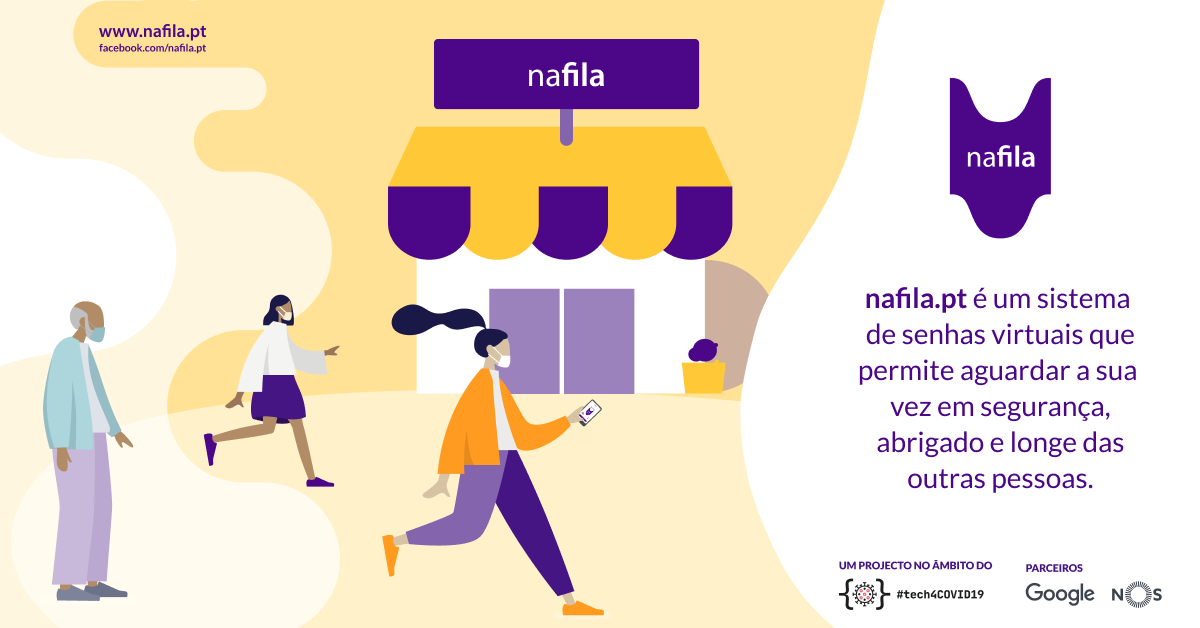 www.nafila.pt
facebook.com/nafila.pt
nafila
nafila
nafila.pt é um sistema
de senhas virtuais que
permite aguardar a sua
vez em segurança,
abrigado e longe das
outras pessoas.
UM PROJECTO NO ÂMBITO DO
#tech4COVID19
PARCEIROS
Google
NOS